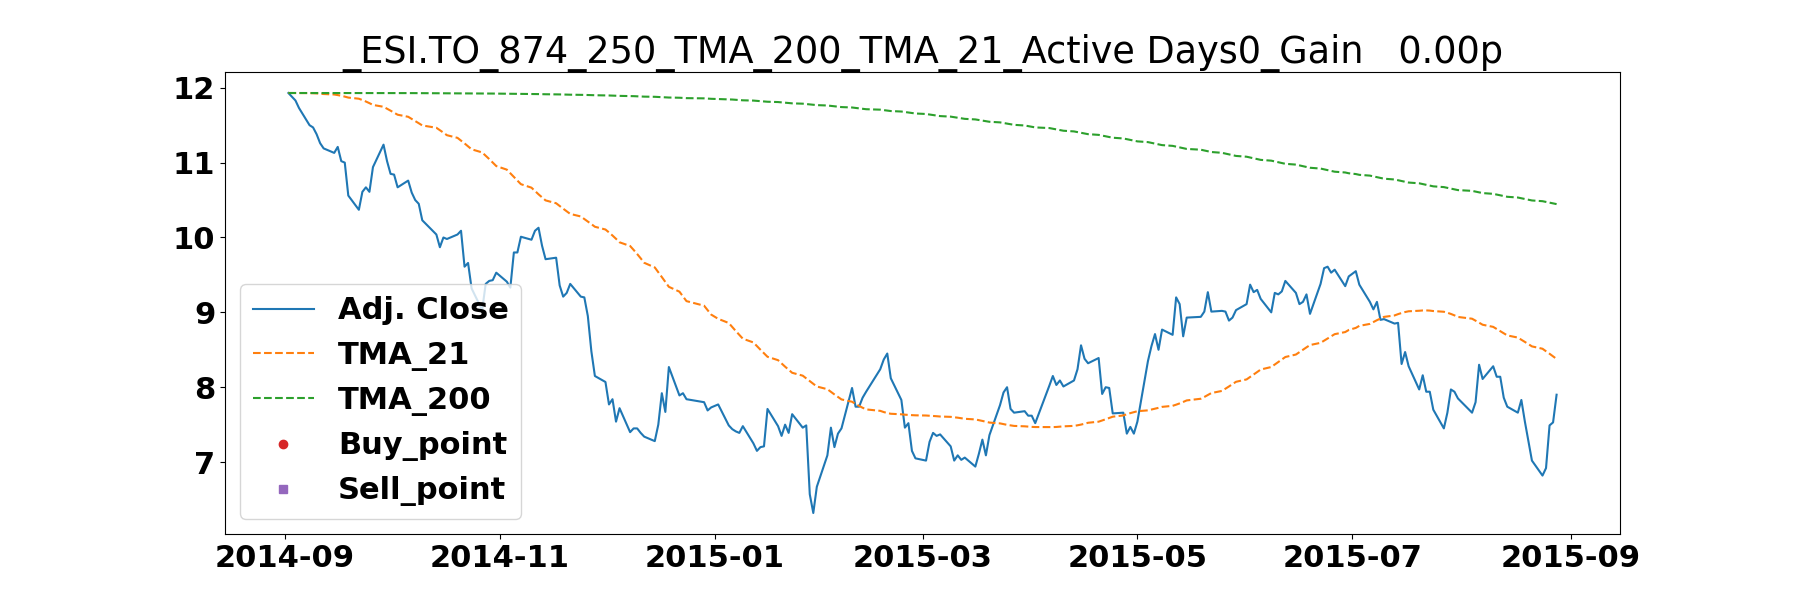 _ESI.TO_874_250_TMA_200_TMA_21_Active Days0_Gain   0.00p
12
11
10
9
8
7
Adj. Close
TMA_21
TMA_200
Buy_point
Sell_point
2014-09 2014-11 2015-01 2015-03 2015-05 2015-07 2015-09